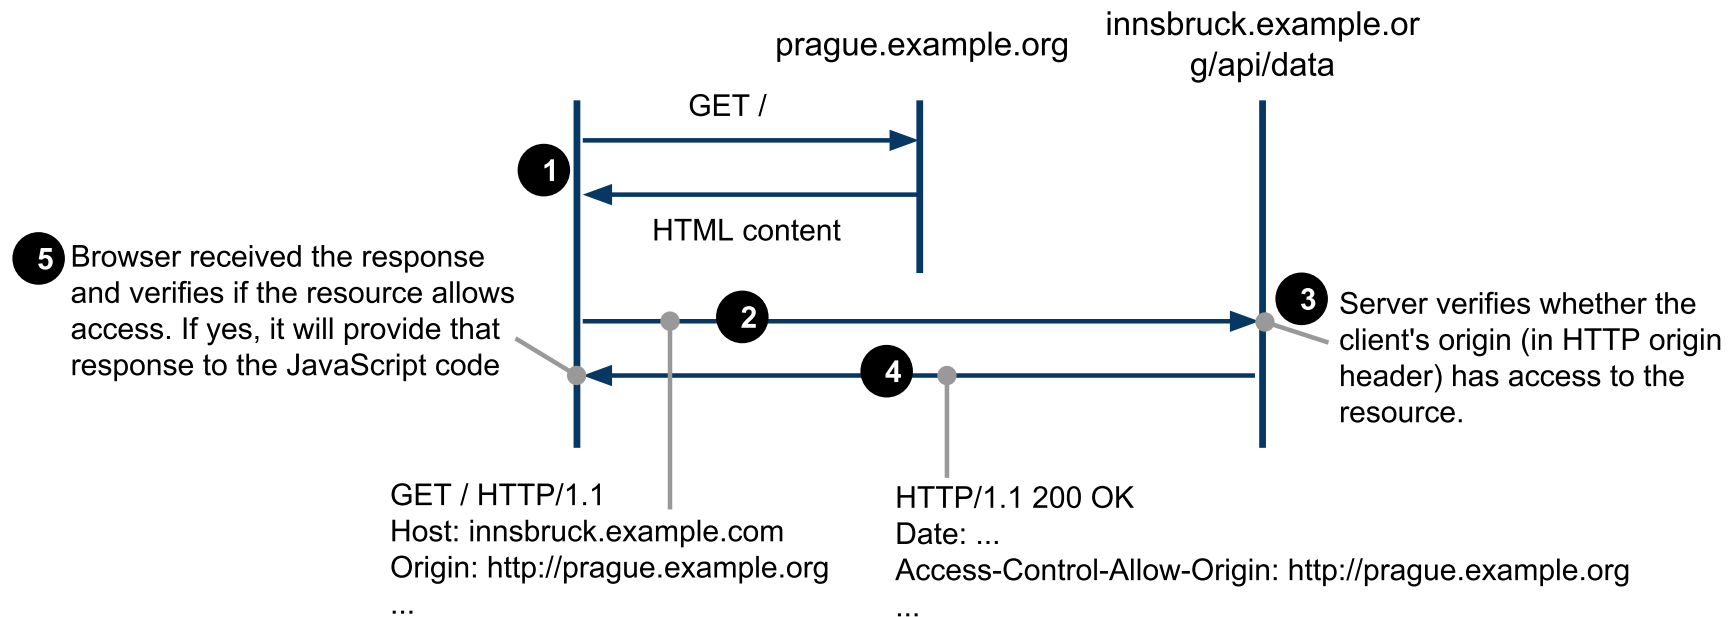 prague.example.org
innsbruck.example.or
g/api/data
GET /
1
HTML content
5
Browser received the response
and verifies if the resource allows
access. If yes, it will provide that
response to the JavaScript code
2
3
Server verifies whether the
client's origin (in HTTP origin
header) has access to the
resource.
4
GET / HTTP/1.1
Host: innsbruck.example.com
Origin: http://prague.example.org
...
HTTP/1.1 200 OK
Date: ...
Access-Control-Allow-Origin: http://prague.example.org
...